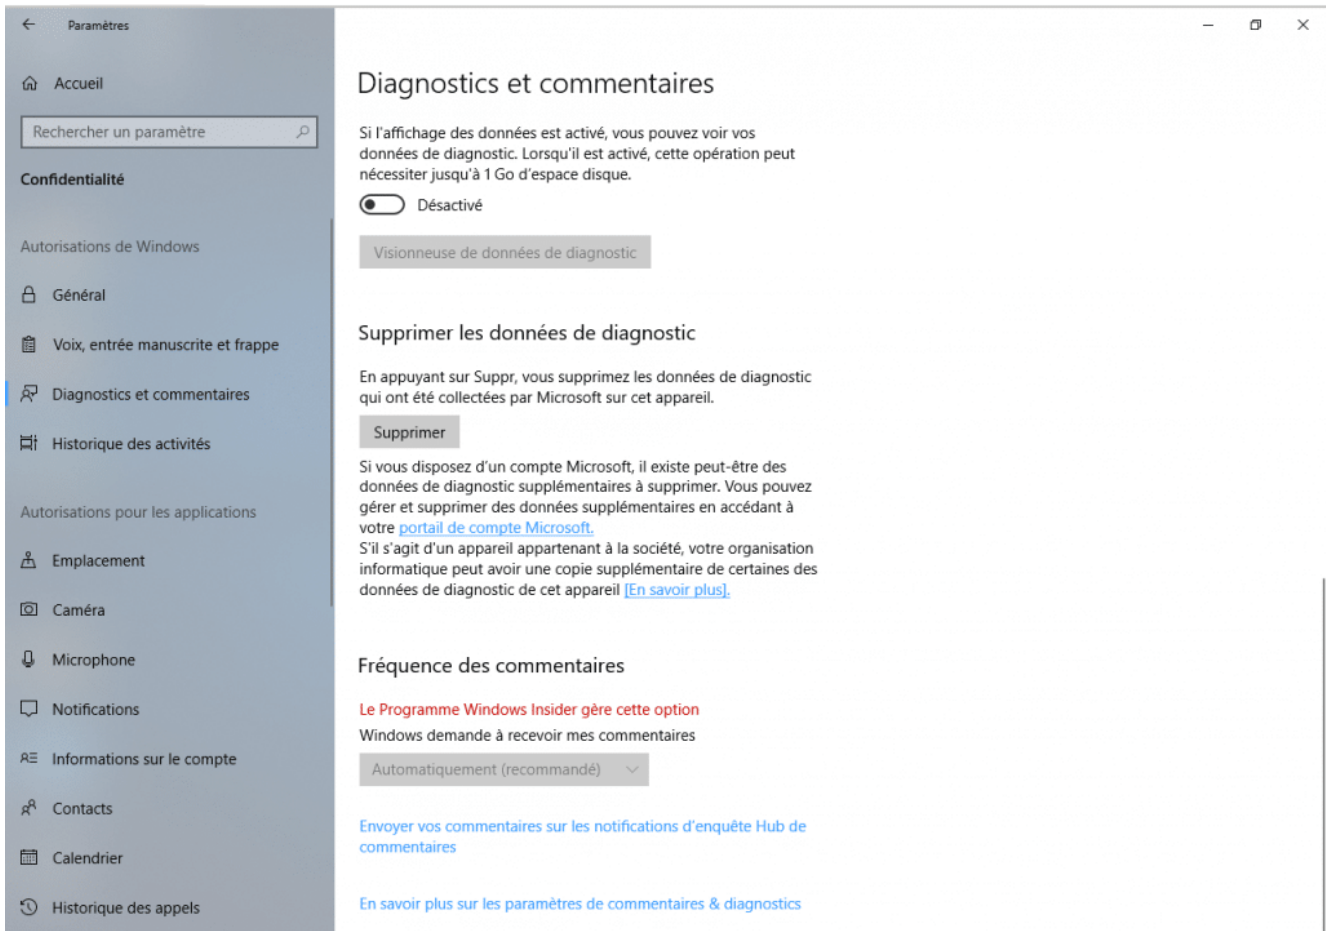 Paramètres
Accueil
Rechercher un paramètre
Confidentialité
Autorisations de Windows
Général
Voix, entrée manuscrite et frappe
Diagnostics et commentaires
Historique des activités
Autorisations pour les applications
Emplacement
Caméra
Microphone
Notifications
Informations sur le compte
Contacts
Calendrier
Historique des appels
Diagnostics et commentaires
Si l'affichage des données est activé, vous pouvez voir vos
données de diagnostic. Lorsqu'il est activé, cette opération peut
nécessiter jusqu'à 1 Go d'espace disque.
Désactivé
Visionneuse de données de diagnostic
Supprimer les données de diagnostic
En appuyant sur Suppr, vous supprimez les données de diagnostic
qui ont été collectées par Microsoft sur cet appareil.
Supprimer
Si vous disposez d'un compte Microsoft, il existe peut-être des
données de diagnostic supplémentaires à supprimer. Vous pouvez
gérer et supprimer des données supplémentaires en accédant à
votre portail de compte Microsoft.
S'il s'agit d'un appareil appartenant à la société, votre organisation
informatique peut avoir une copie supplémentaire de certaines des
données de diagnostic de cet appareil [En savoir plus].
Fréquence des commentaires
Le Programme Windows Insider gère cette option
Windows demande à recevoir mes commentaires
Automatiquement (recommandé)
Envoyer vos commentaires sur les notifications d'enquête Hub de
commentaires
En savoir plus sur les paramètres de commentaires & diagnostics